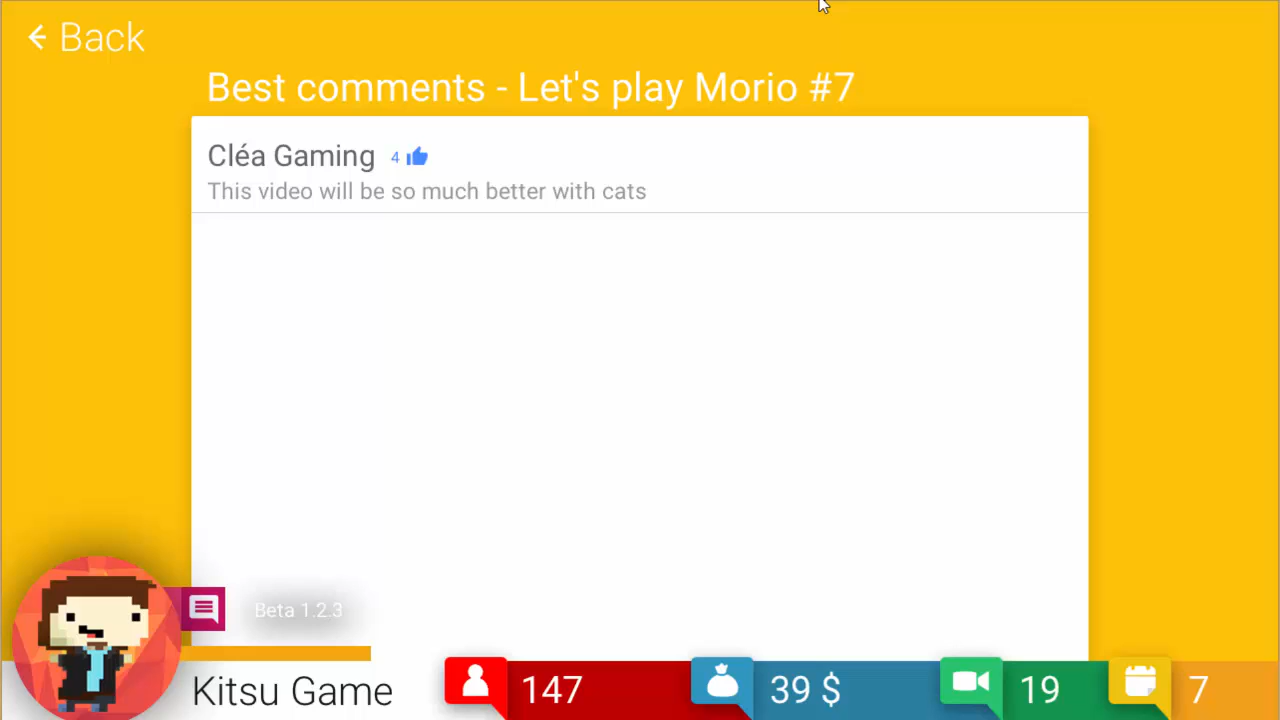 Back
Best comments - Let's play Morio #7
Cléa Gaming 4
This video will be so much better with cats
Beta 1.2.3
Kitsu Game
147
39 $
19
7